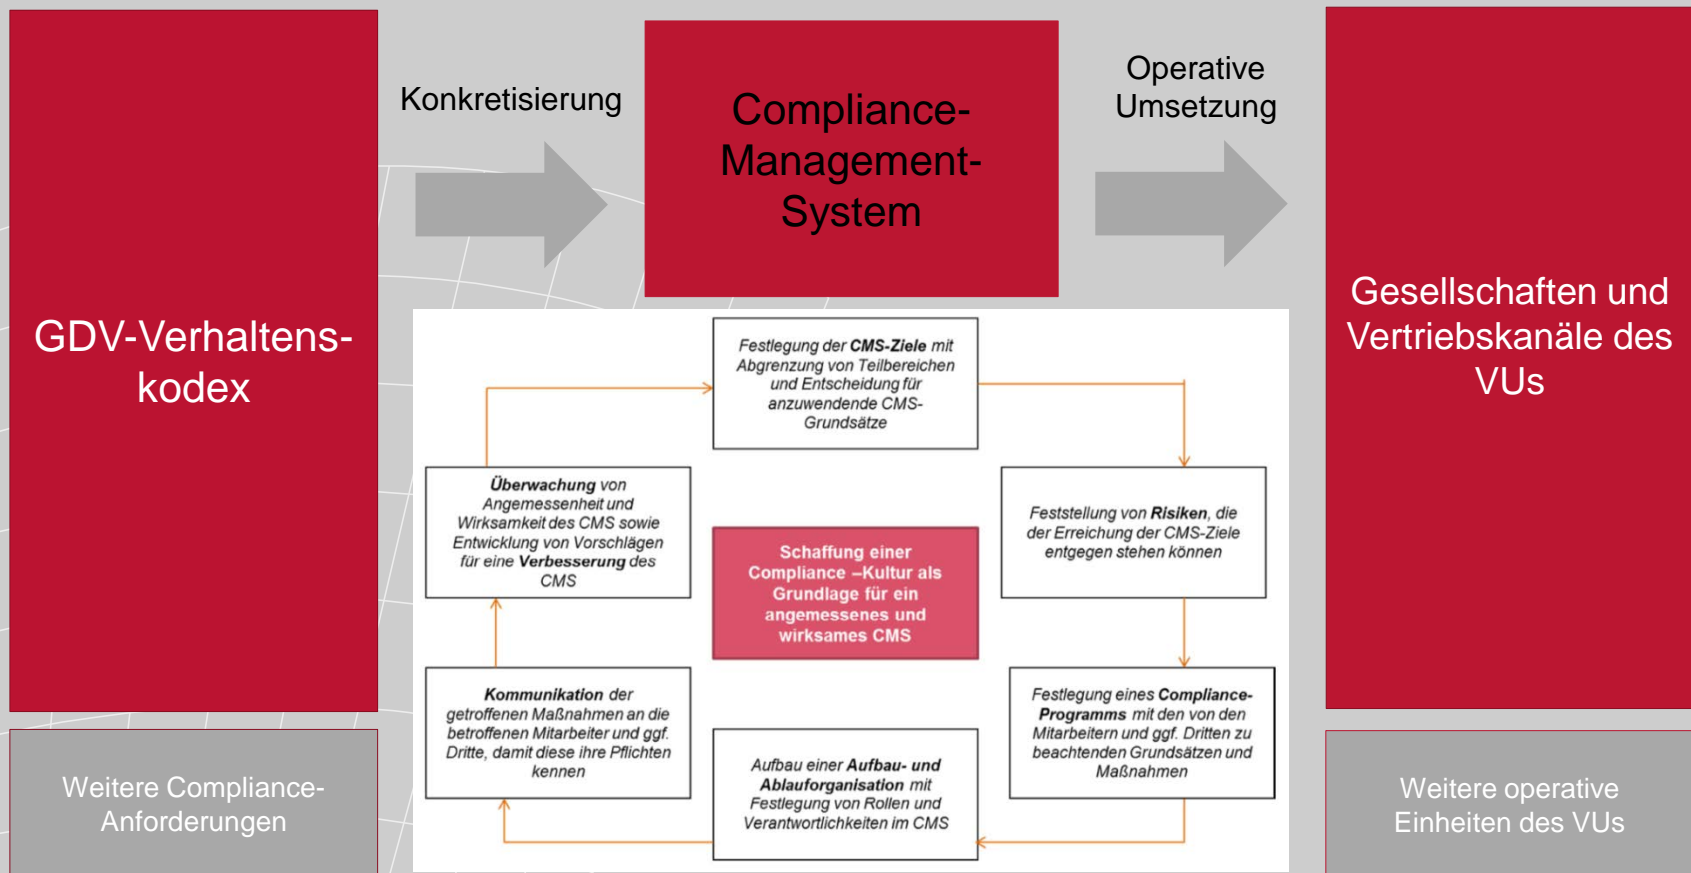 GDV-Verhaltens-
kodex
Weitere Compliance-
Anforderungen
Konkretisierung
Compliance-
Management-
System
Operative
Umsetzung
Festlegung der CMS-Ziele mit
Abgrenzung von Teilbereichen
und Entscheidung für
anzuwendende CMS-
Grundsätze
Feststellung von Risiken, die
der Erreichung der CMS-Ziele
entgegen stehen können
Festlegung eines Compliance-
Programms mit den von den
Mitarbeitern und ggf. Dritten zu
beachtenden Grundsätzen und
Maßnahmen
Aufbau einer Aufbau- und
Ablauforganisation mit
Festlegung von Rollen und
Verantwortlichkeiten im CMS
Kommunikation der
getroffenen Maßnahmen an die
betroffenen Mitarbeiter und ggf.
Dritte, damit diese ihre Pflichten
kennen
Überwachung von
Angemessenheit und
Wirksamkeit des CMS sowie
Entwicklung von Vorschlägen
für eine Verbesserung des
CMS
Schaffung einer
Compliance –Kultur als
Grundlage für ein
angemessenes und
wirksames CMS
Gesellschaften und
Vertriebskanäle des
VUs
Weitere operative
Einheiten des VUs